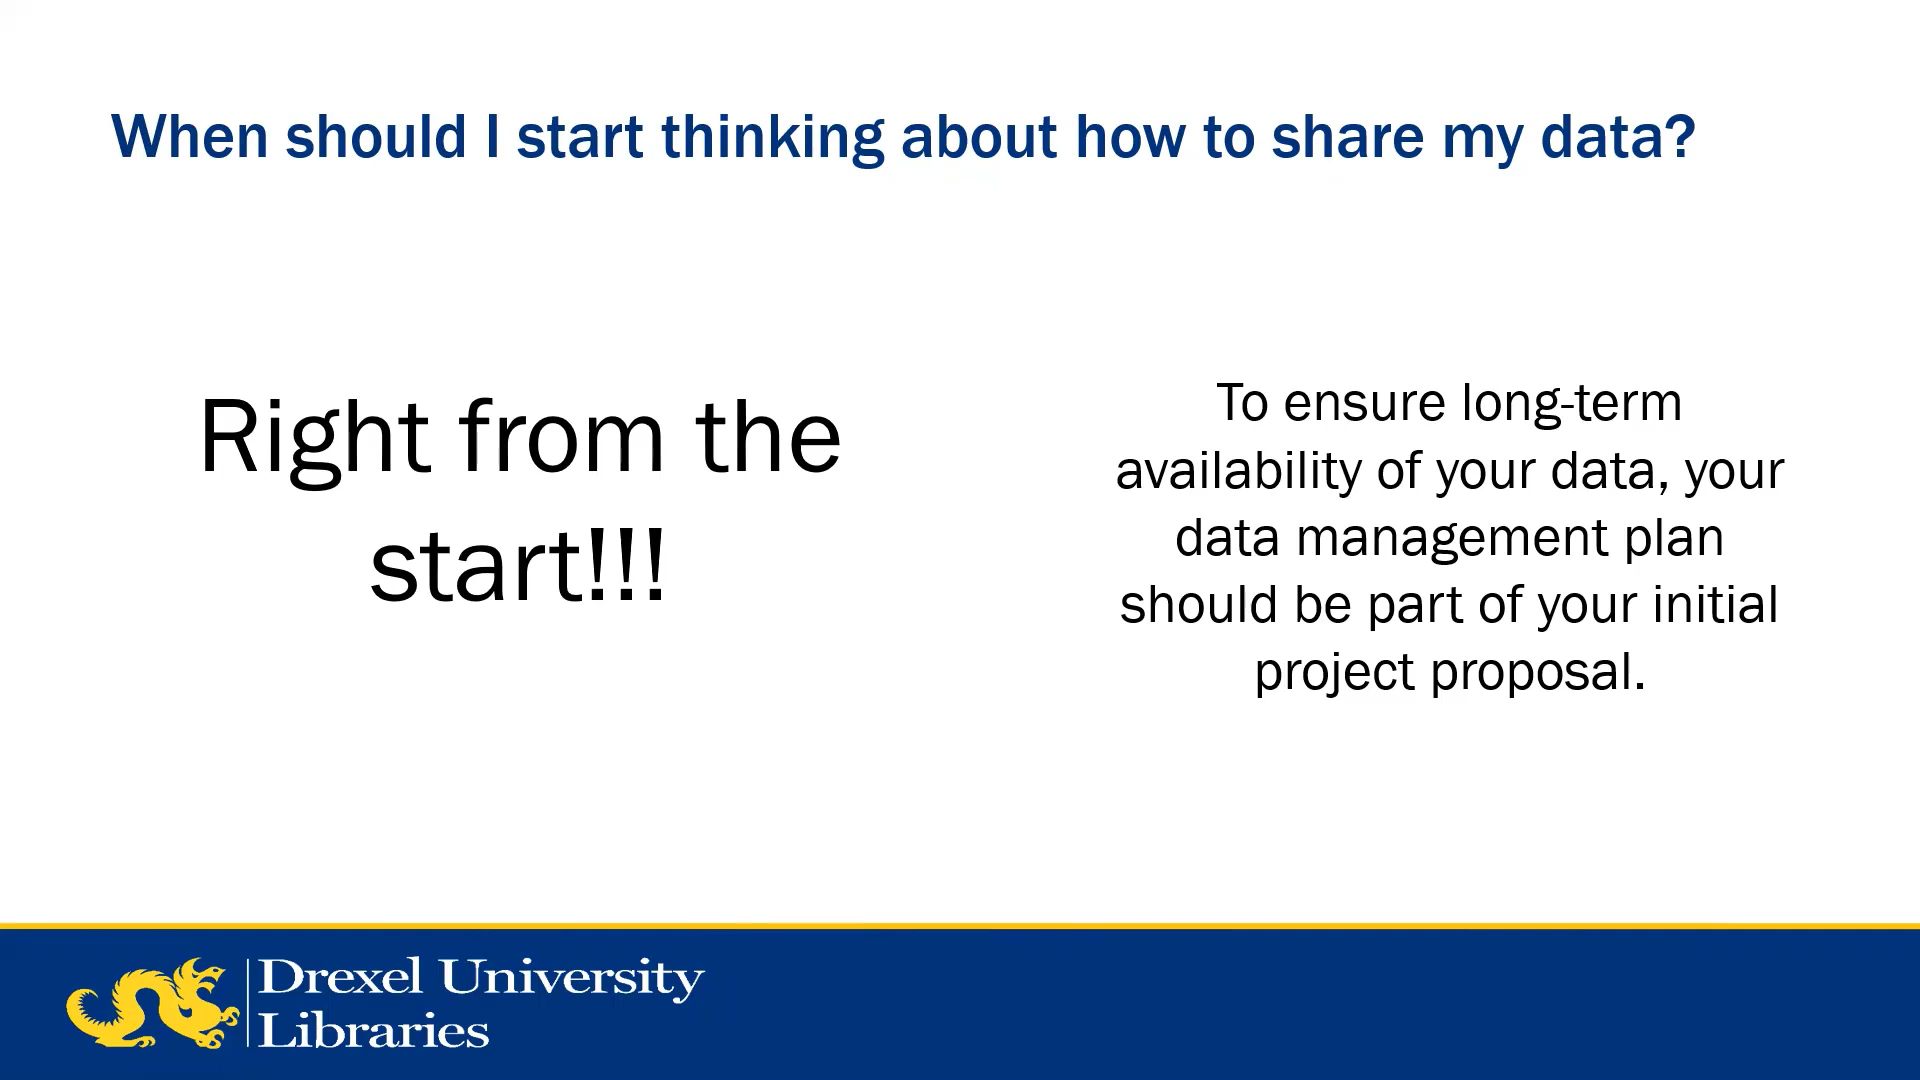 When should I start thinking about how to share my data?
Right from the
start!!!
To ensure long-term
availability of your data, your
data management plan
should be part of your initial
project proposal.
Drexel University
Libraries